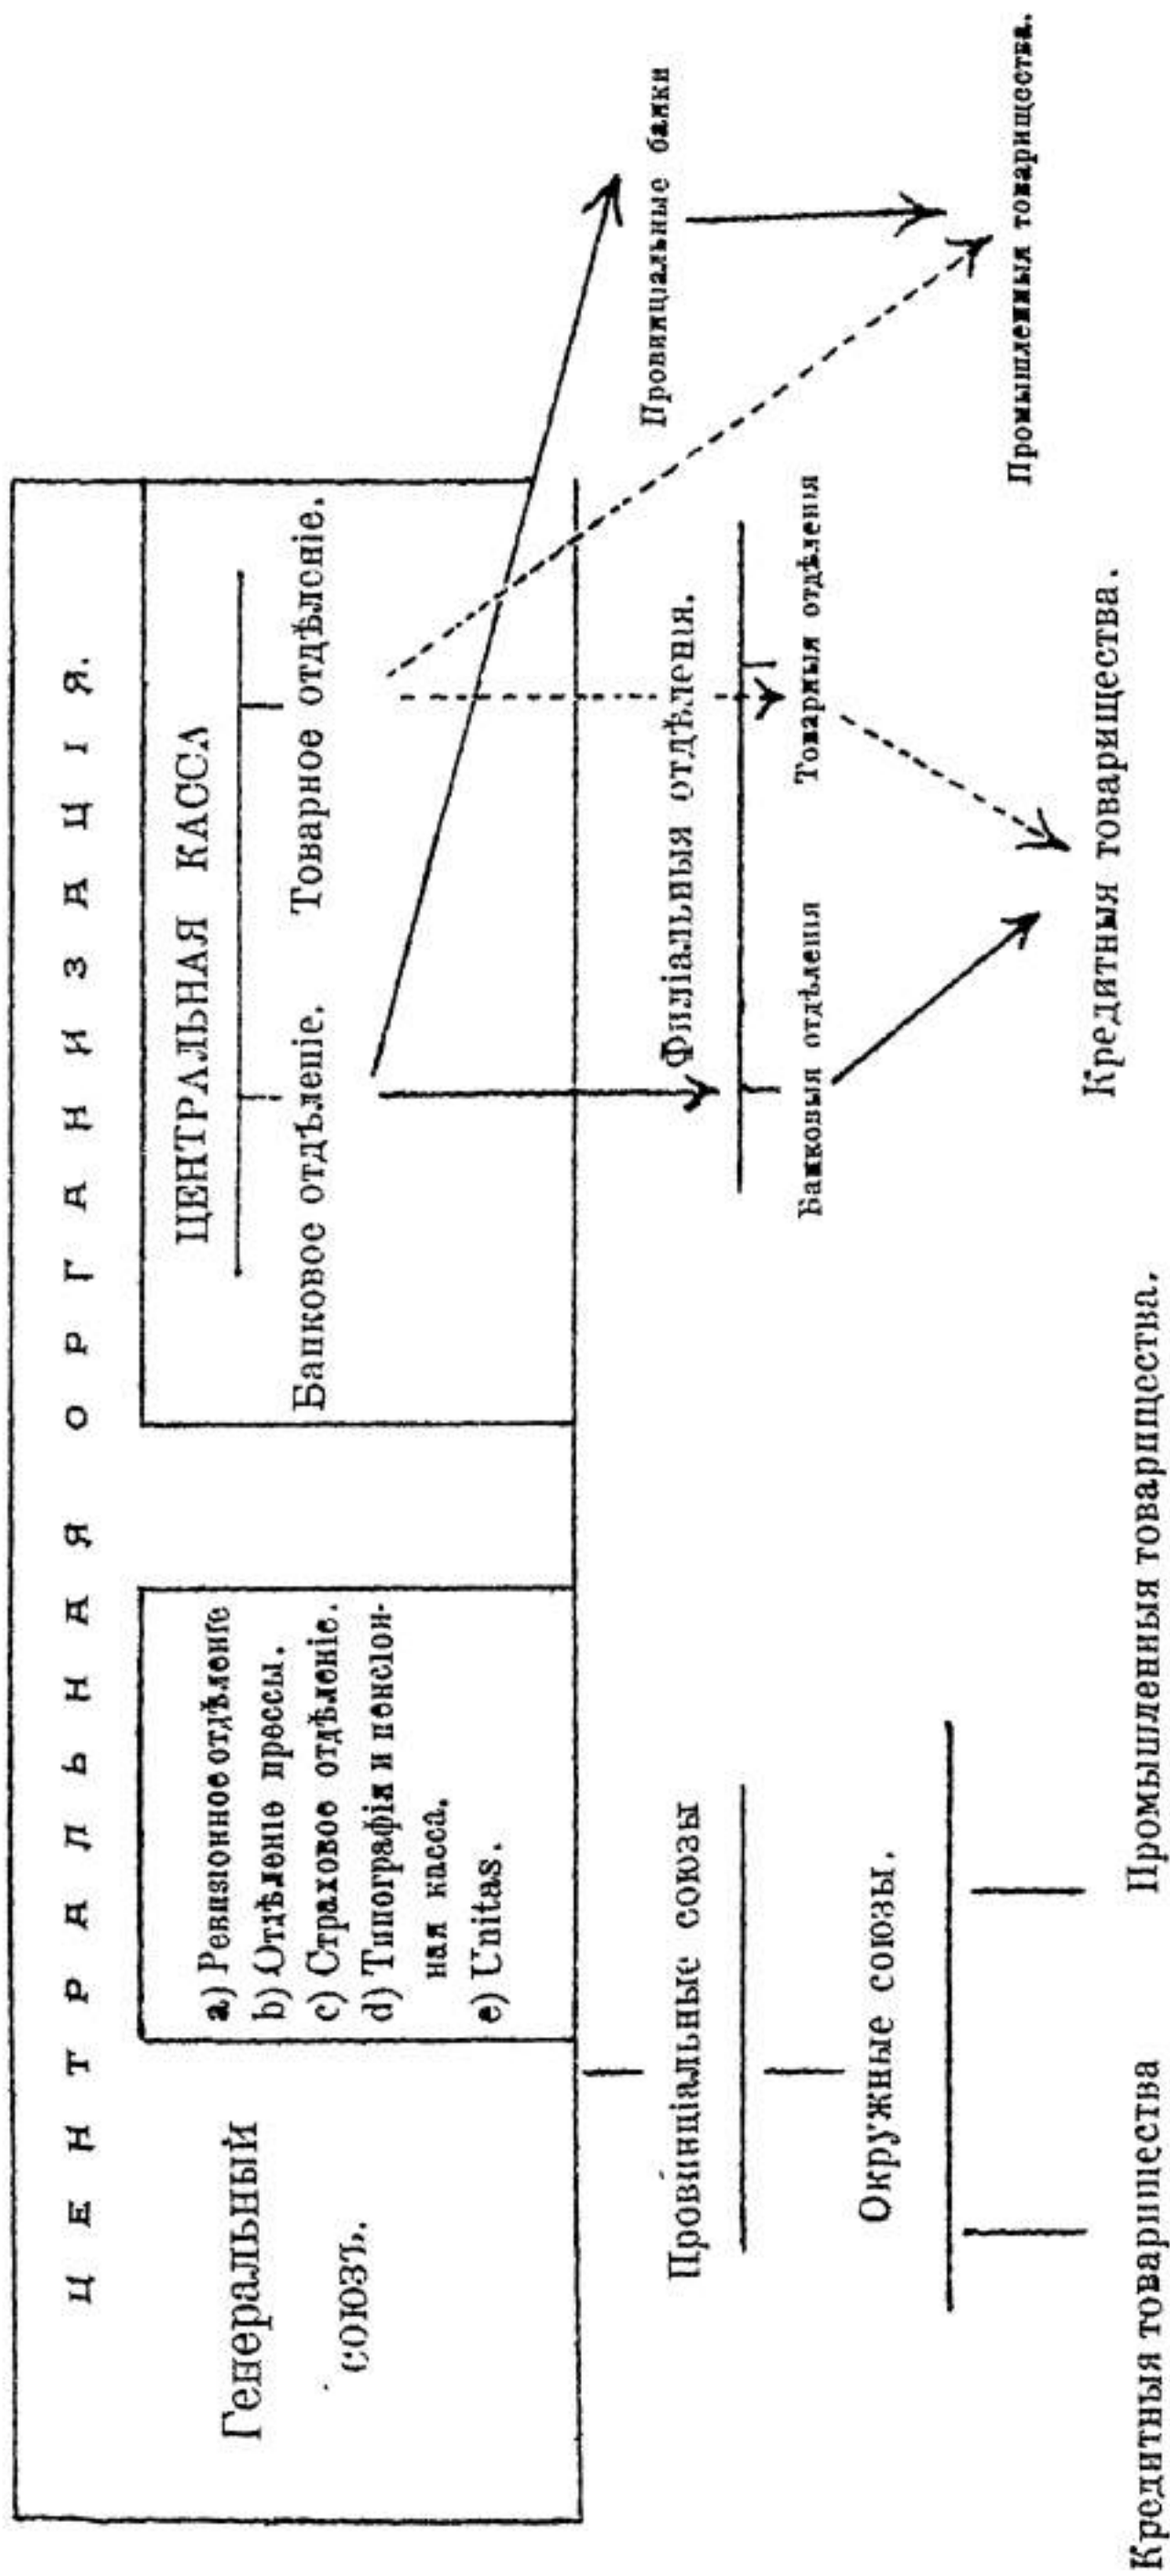 ЦЕНТРАЛЬНАЯ ОРГАНИЗАЦІЯ.
Генеральный
союзъ.
a) Ревизіонное отдѣленіе
b) Отдѣленіе прессы.
c) Страховое отдѣленіе.
d) Типографія и пенсіон-
ная касса.
e) Unitas.
ЦЕНТРАЛЬНАЯ КАССА
Банковое отдѣленіе. Товарное отдѣленіе.
Провинціальные союзы
Окружные союзы.
Кредитныя товарищества
Промышленныя товарищества.
Филіальныя отдѣленія.
Банковыя отдѣленія
Товарныя отдѣленія
Кредитныя товарищества.
Провинціальные банки
Промышленныя товарищества.